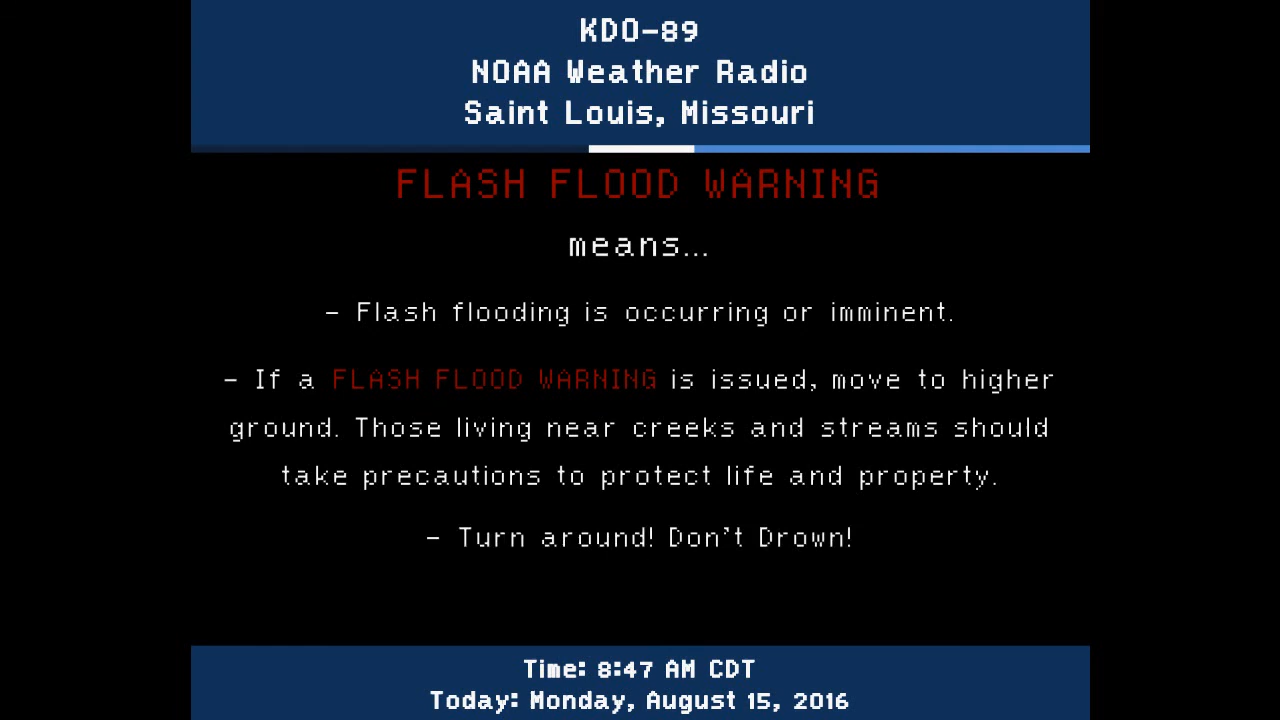 KDO-89
NOAA Weather Radio
Saint Louis, Missouri
FLASH FLOOD WARNING
means...
- Flash flooding is occurring or imminent.
- If a FLASH FLOOD WARNING is issued, move to higher
ground. Those living near creeks and streams should
take precautions to protect life and property.
- Turn around! Don't Drown!
Time: 8:47 AM CDT
Today: Monday, August 15, 2016